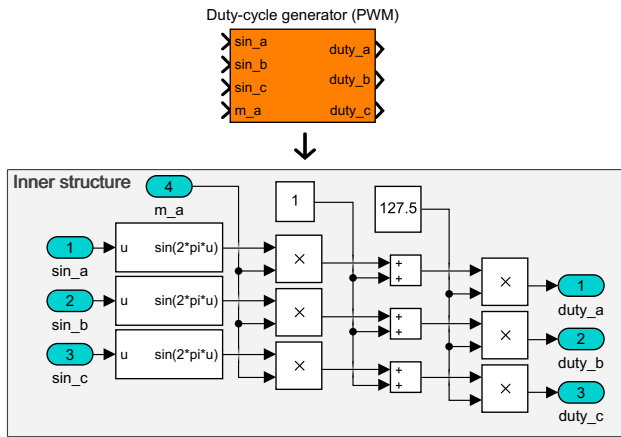 Duty-cycle generator (PWM)
sin_a
sin_b
sin_c
m_a
duty_a
duty_b
duty_c
Inner structure
4
m_a
1
127.5
1
sin_a
u
sin(2*pi*u)
×
+
+
×
1
duty_a
2
sin_b
u
sin(2*pi*u)
×
+
+
×
2
duty_b
3
sin_c
u
sin(2*pi*u)
×
+
+
×
3
duty_c